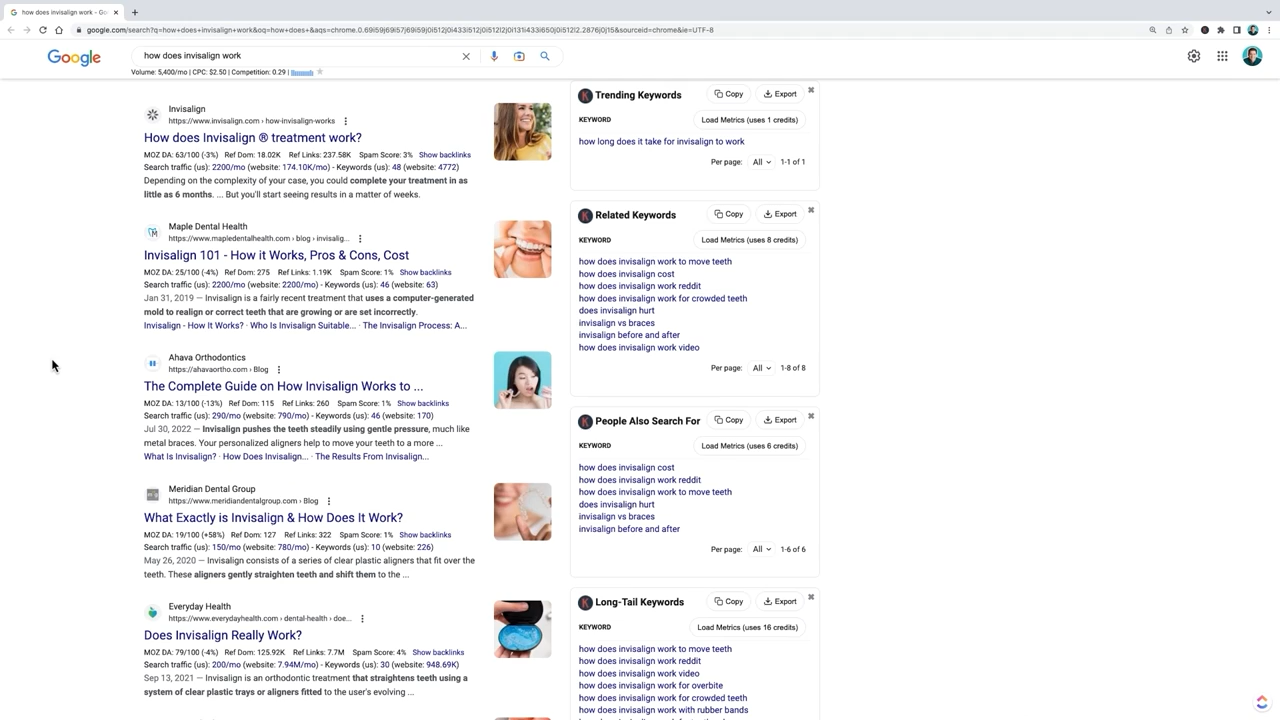 how does invisalign work - Go
google.com/search?q=how+does+invisalign+work&oq=how+does+&aqs=chrome.0.69i59j69i57j69i59j0i512j0i433i512j0i512l2j0i131i433i650j0i512l2.2876j0j15&sourceid=chrome&ie=UTF-8
Google
how does invisalign work
Volume: 5,400/mo | CPC: $2.50 | Competition: 0.29 |
Invisalign
https://www.invisalign.com › how-invisalign-works
How does Invisalign ® treatment work?
MOZ DA: 63/100 (-3%) Ref Dom: 18.02K Ref Links: 237.58K Spam Score: 3% Show backlinks
Search traffic (us): 2200/mo (website: 174.10K/mo) - Keywords (us): 48 (website: 4772)
Depending on the complexity of your case, you could complete your treatment in as
little as 6 months. ... But you'll start seeing results in a matter of weeks.
Maple Dental Health
https://www.mapledentalhealth.com › blog › invisalig...
Invisalign 101 - How it Works, Pros & Cons, Cost
MOZ DA: 25/100 (-4%) Ref Dom: 275 Ref Links: 1.19K Spam Score: 1% Show backlinks
Search traffic (us): 2200/mo (website: 2200/mo) - Keywords (us): 46 (website: 63)
Jan 31, 2019 — Invisalign is a fairly recent treatment that uses a computer-generated
mold to realign or correct teeth that are growing or are set incorrectly.
Invisalign - How It Works? · Who Is Invisalign Suitable... · The Invisalign Process: A...
Ahava Orthodontics
https://ahavaortho.com › Blog
The Complete Guide on How Invisalign Works to ...
MOZ DA: 13/100 (-13%) Ref Dom: 115 Ref Links: 260 Spam Score: 1% Show backlinks
Search traffic (us): 290/mo (website: 790/mo) - Keywords (us): 46 (website: 170)
Jul 30, 2022 — Invisalign pushes the teeth steadily using gentle pressure, much like
metal braces. Your personalized aligners help to move your teeth to a more ...
What Is Invisalign? · How Does Invisalign... · The Results From Invisalign...
Meridian Dental Group
https://www.meridiandentalgroup.com › Blog
What Exactly is Invisalign & How Does It Work?
MOZ DA: 19/100 (+58%) Ref Dom: 127 Ref Links: 322 Spam Score: 1% Show backlinks
Search traffic (us): 150/mo (website: 780/mo) - Keywords (us): 10 (website: 226)
May 26, 2020 — Invisalign consists of a series of clear plastic aligners that fit over the
teeth. These aligners gently straighten teeth and shift them to the ...
Everyday Health
https://www.everydayhealth.com › dental-health › doe...
Does Invisalign Really Work?
MOZ DA: 79/100 (-4%) Ref Dom: 125.92K Ref Links: 7.7M Spam Score: 4% Show backlinks
Search traffic (us): 200/mo (website: 7.94M/mo) - Keywords (us): 30 (website: 948.69K)
Sep 13, 2021 — Invisalign is an orthodontic treatment that straightens teeth using a
system of clear plastic trays or aligners fitted to the user's evolving ...
Trending Keywords Copy Export
KEYWORD Load Metrics (uses 1 credits)
how long does it take for invisalign to work
Per page: All 1-1 of 1
Related Keywords Copy Export
KEYWORD Load Metrics (uses 8 credits)
how does invisalign work to move teeth
how does invisalign cost
how does invisalign work reddit
how does invisalign work for crowded teeth
does invisalign hurt
invisalign vs braces
invisalign before and after
how does invisalign work video
Per page: All 1-8 of 8
People Also Search For Copy Export
KEYWORD Load Metrics (uses 6 credits)
how does invisalign cost
how does invisalign work reddit
how does invisalign work to move teeth
does invisalign hurt
invisalign vs braces
invisalign before and after
Per page: All 1-6 of 6
Long-Tail Keywords Copy Export
KEYWORD Load Metrics (uses 16 credits)
how does invisalign work to move teeth
how does invisalign work reddit
how does invisalign work video
how does invisalign work for overbite
how does invisalign work for crowded teeth
how does invisalign work with rubber bands